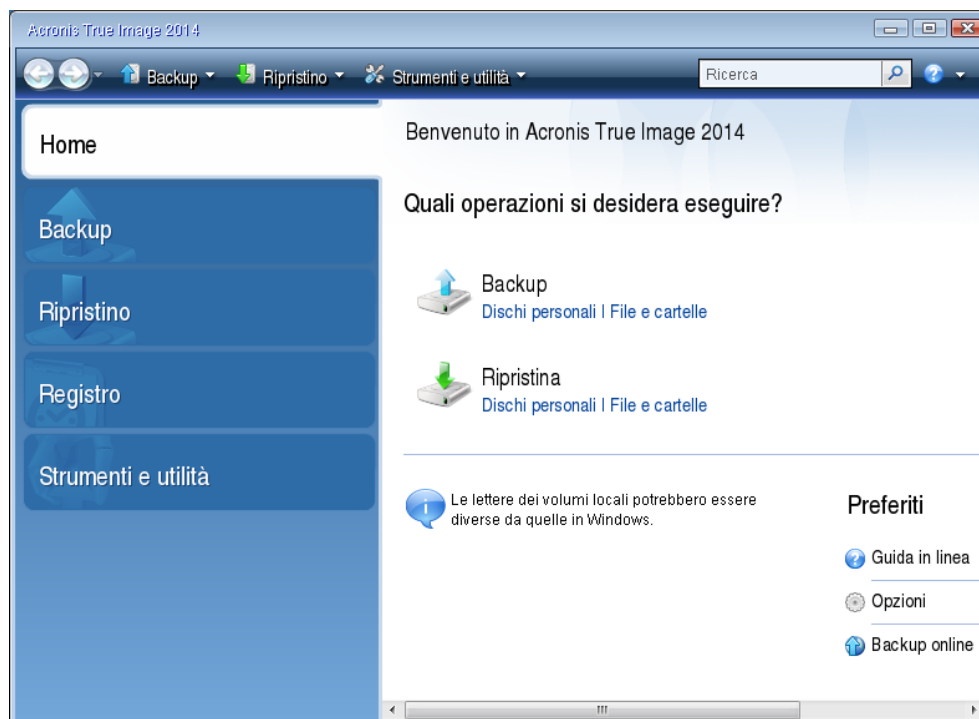 Acronis True Image 2014
Backup Ripristino Strumenti e utilità Ricerca
Home
Backup
Ripristino
Registro
Strumenti e utilità
Benvenuto in Acronis True Image 2014
Quali operazioni si desidera eseguire?
Backup
Dischi personali | File e cartelle
Ripristina
Dischi personali | File e cartelle
Le lettere dei volumi locali potrebbero essere
diverse da quelle in Windows.
Preferiti
Guida in linea
Opzioni
Backup online